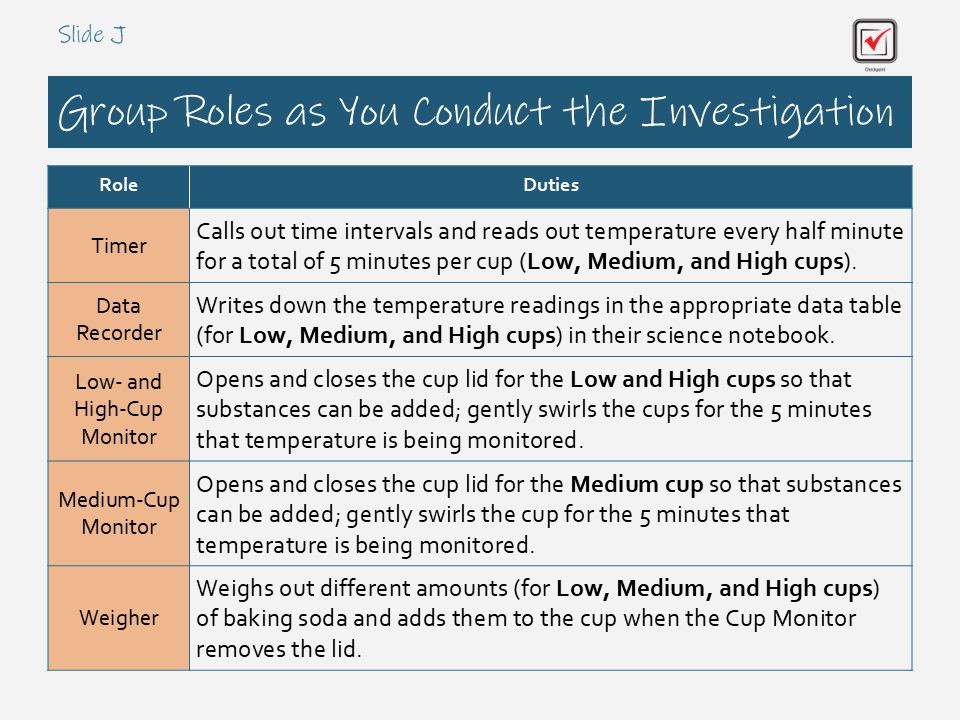 Slide J
Checkpoint
Group Roles as You Conduct the Investigation
Role
Duties
Timer
Calls out time intervals and reads out temperature every half minute
for a total of 5 minutes per cup (Low, Medium, and High cups).
Data
Recorder
Writes down the temperature readings in the appropriate data table
(for Low, Medium, and High cups) in their science notebook.
Low- and
High-Cup
Monitor
Opens and closes the cup lid for the Low and High cups so that
substances can be added; gently swirls the cups for the 5 minutes
that temperature is being monitored.
Medium-Cup
Monitor
Opens and closes the cup lid for the Medium cup so that substances
can be added; gently swirls the cup for the 5 minutes that
temperature is being monitored.
Weigher
Weighs out different amounts (for Low, Medium, and High cups)
of baking soda and adds them to the cup when the Cup Monitor
removes the lid.